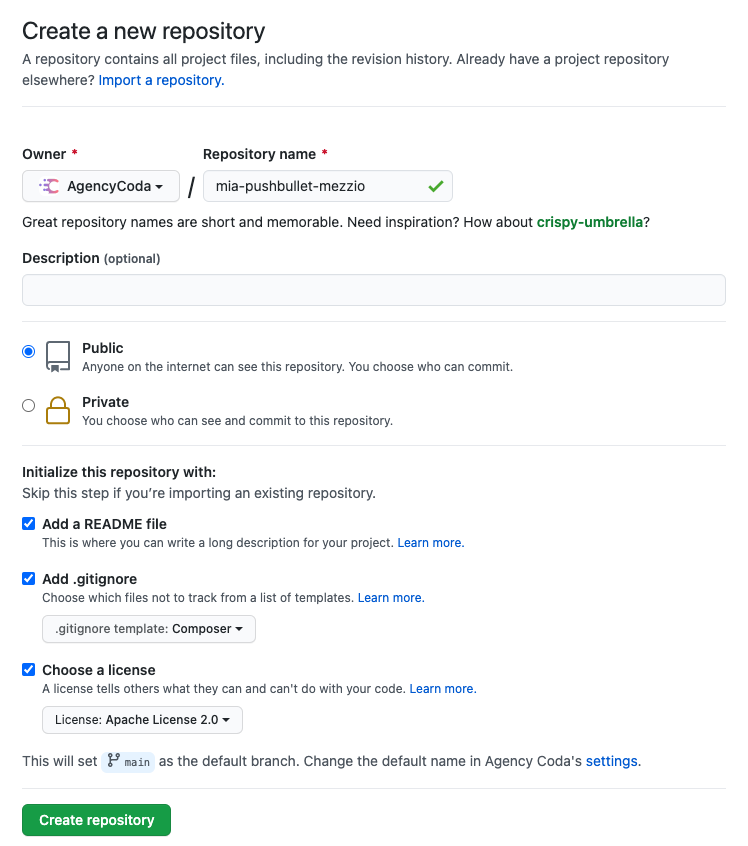 Create a new repository
A repository contains all project files, including the revision history. Already have a project repository
elsewhere? Import a repository.
Owner * Repository name *
AgencyCoda / mia-pushbullet-mezzio
Great repository names are short and memorable. Need inspiration? How about crispy-umbrella?
Description (optional)
Public
Anyone on the internet can see this repository. You choose who can commit.
Private
You choose who can see and commit to this repository.
Initialize this repository with:
Skip this step if you’re importing an existing repository.
Add a README file
This is where you can write a long description for your project. Learn more.
Add .gitignore
Choose which files not to track from a list of templates. Learn more.
.gitignore template: Composer
Choose a license
A license tells others what they can and can't do with your code. Learn more.
License: Apache License 2.0
This will set main as the default branch. Change the default name in Agency Coda's settings.
Create repository